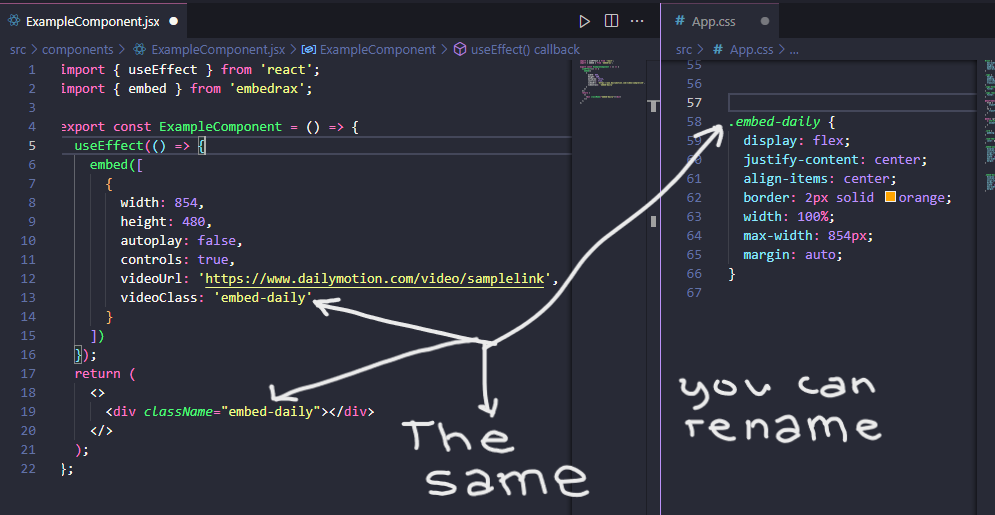 ExampleComponent.jsx
src > components > ExampleComponent.jsx > ExampleComponent > useEffect() callback
1 import { useEffect } from 'react';
2 import { embed } from 'embedrax';
3
4 export const ExampleComponent = () => {
5 useEffect(() => {
6 embed([
7 {
8 width: 854,
9 height: 480,
10 autoplay: false,
11 controls: true,
12 videoUrl: 'https://www.dailymotion.com/video/samplelink',
13 videoClass: 'embed-daily'
14 }
15 ])
16 });
17 return (
18 <>
19 <div className="embed-daily"></div>
20 </>
21 );
22 };
The
same
App.css
src > # App.css > ...
55
56
57
58 .embed-daily {
59 display: flex;
60 justify-content: center;
61 align-items: center;
62 border: 2px solid orange;
63 width: 100%;
64 max-width: 854px;
65 margin: auto;
66 }
67
you can
rename